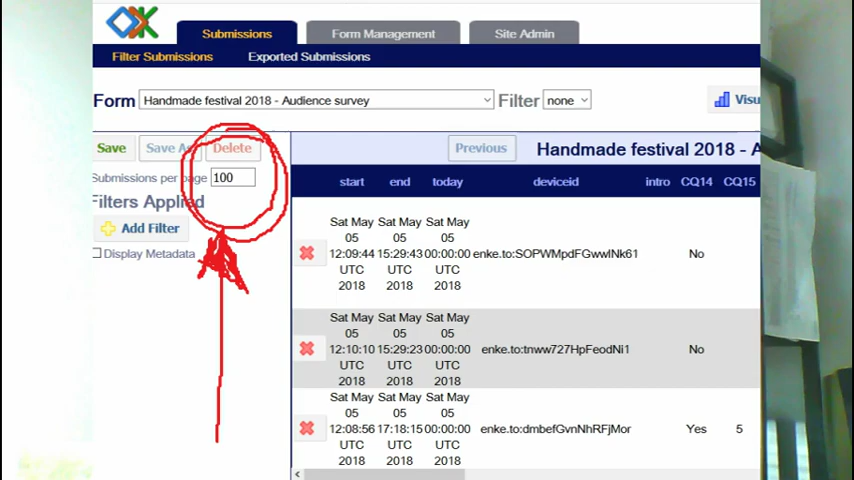 Submissions Form Management Site Admin
Filter Submissions Exported Submissions
Form Handmade festival 2018 - Audience survey Filter none Visu
Save Save As Delete Previous Handmade festival 2018 - A
Submissions per page 100
start end today deviceid intro CQ14 CQ15
Filters Applied
Add Filter
Display Metadata
Sat May Sat May Sat May
05 05 05
12:09:44 15:29:43 00:00:00 enke.to:SOPWMpdFGwwINk61 No
UTC UTC UTC
2018 2018 2018
Sat May Sat May Sat May
05 05 05
12:10:10 15:29:23 00:00:00 enke.to:tnww727HpFeodNi1 No
UTC UTC UTC
2018 2018 2018
Sat May Sat May Sat May
05 05 05
12:08:56 17:18:15 00:00:00 enke.to:dmbefGvnNhRFjMor Yes 5
UTC UTC UTC
2018 2018 2018